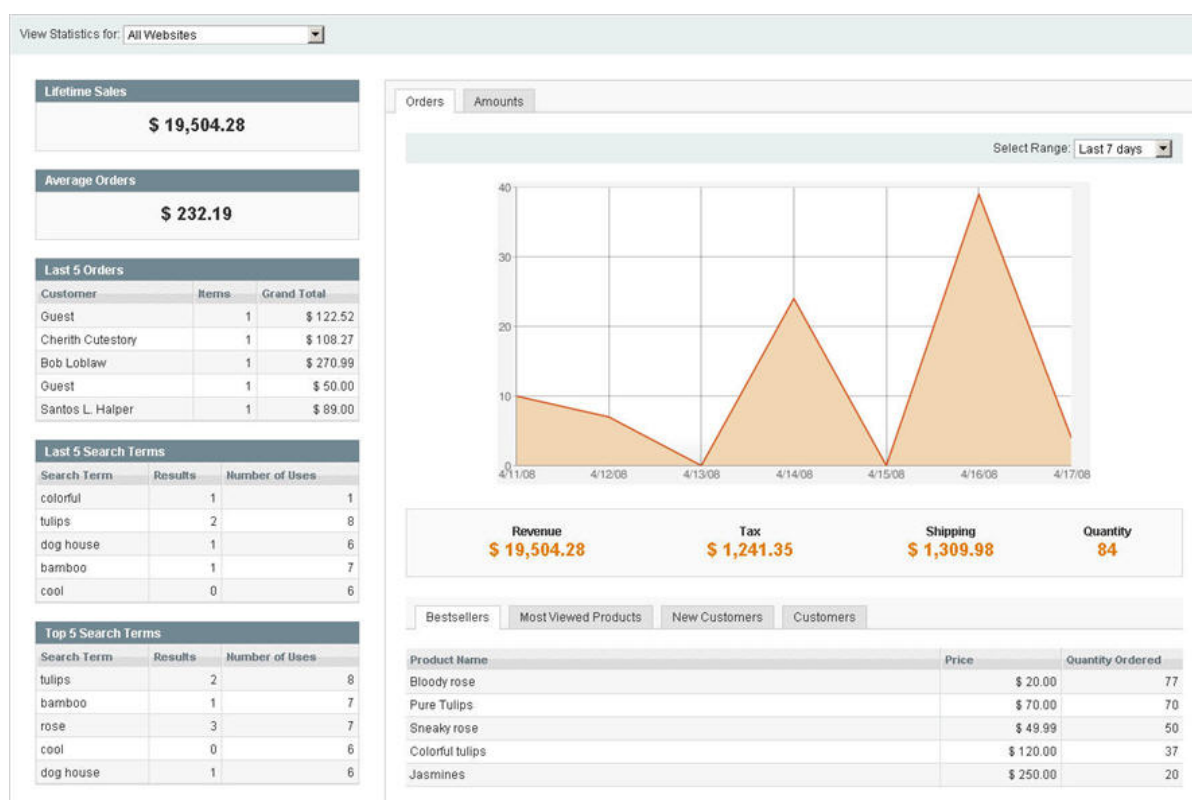 View Statistics for: All Websites
Lifetime Sales
$ 19,504.28
Average Orders
$ 232.19
Last 5 Orders
Customer Items Grand Total
Guest 1 $ 122.52
Cherith Cutestory 1 $ 108.27
Bob Loblaw 1 $ 270.99
Guest 1 $ 50.00
Santos L. Halper 1 $ 89.00
Last 5 Search Terms
Search Term Results Number of Uses
colorful 1 1
tulips 2 8
dog house 1 6
bamboo 1 7
cool 0 6
Top 5 Search Terms
Search Term Results Number of Uses
tulips 2 8
bamboo 1 7
rose 3 7
cool 0 6
dog house 1 6
Orders Amounts
Select Range: Last 7 days
40
30
20
10
0
4/11/08 4/12/08 4/13/08 4/14/08 4/15/08 4/16/08 4/17/08
Revenue Tax Shipping Quantity
$ 19,504.28 $ 1,241.35 $ 1,309.98 84
Bestsellers Most Viewed Products New Customers Customers
Product Name Price Quantity Ordered
Bloody rose $ 20.00 77
Pure Tulips $ 70.00 70
Sneaky rose $ 49.99 50
Colorful tulips $ 120.00 37
Jasmines $ 250.00 20